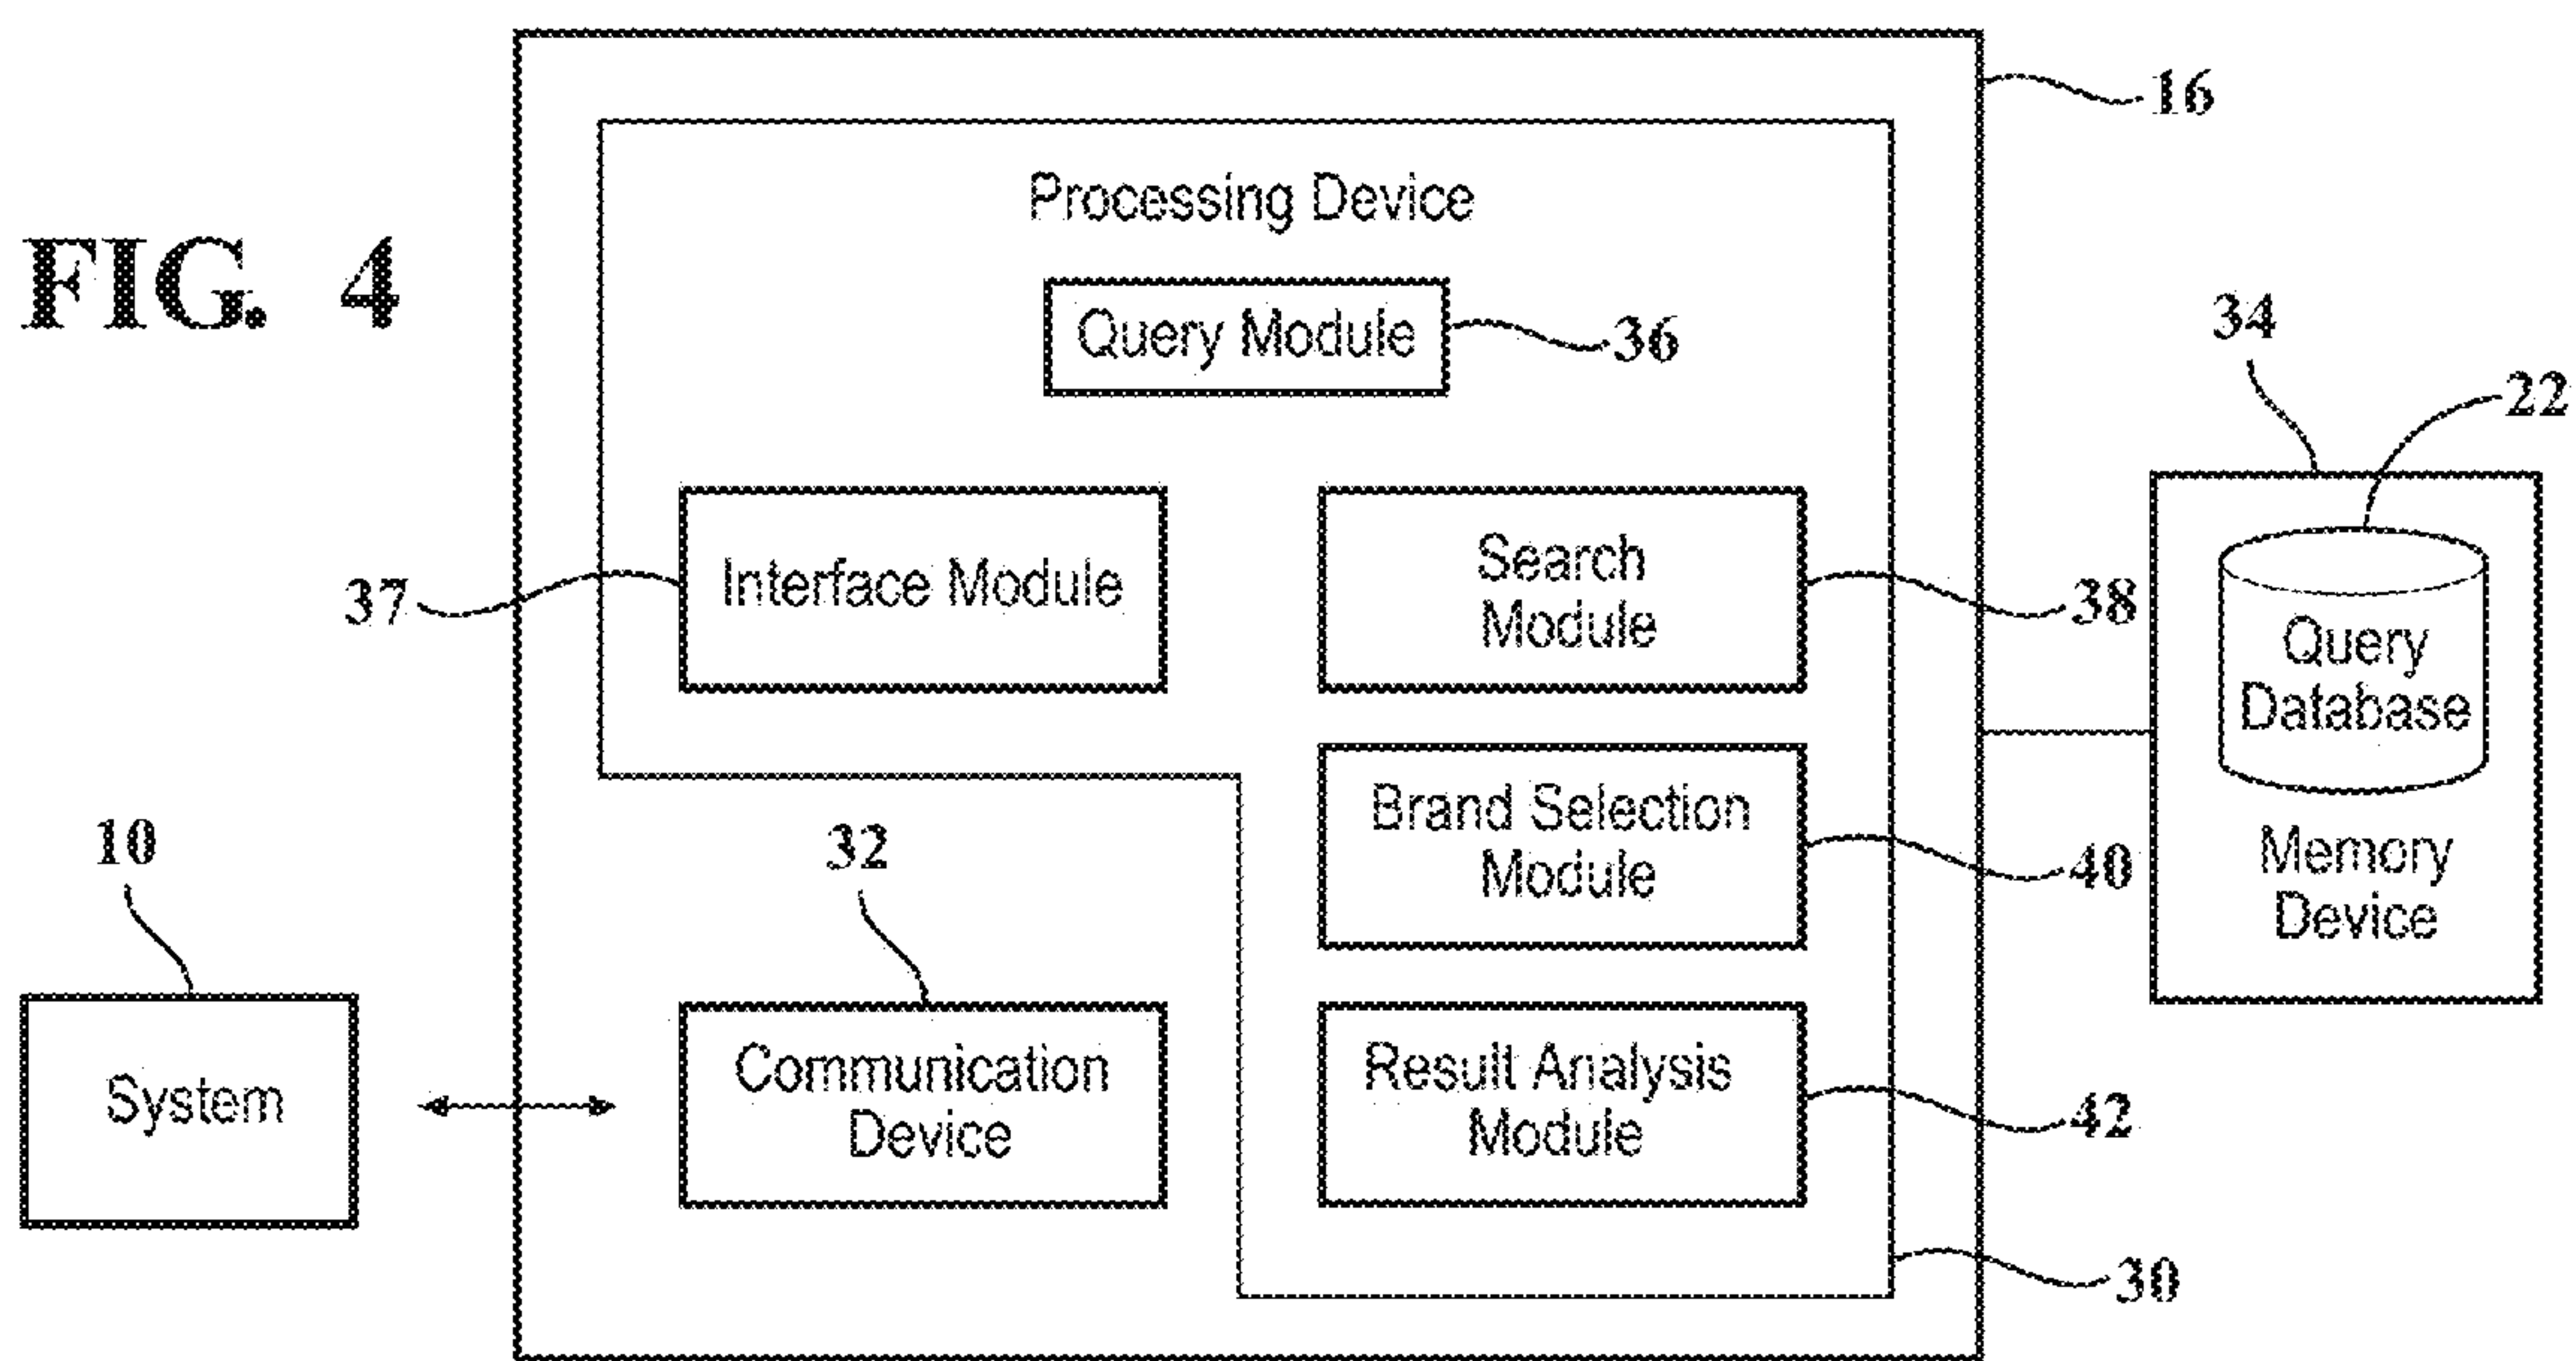 FIG. 4
16
Processing Device
Query Module
36
34
22
Interface Module
37
Search
Module
38
Query
Database
Memory
Device
Brand Selection
Module
40
10
System
32
Communication
Device
Result Analysis
Module
42
30